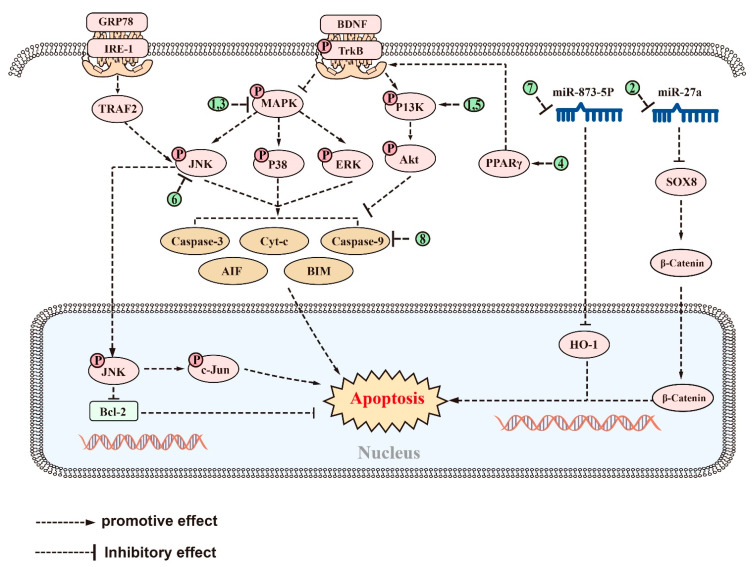 GRP78
BDNF
IRE-1
P
TrkB
7
2
miR-873-5P
miR-27a
1,3
P
MAPK
P
P13K
1,5
TRAF2
P
JNK
P
P38
P
ERK
P
Akt
PPARγ
4
SOX8
6
Caspase-3
Cyt-c
Caspase-9
8
AIF
BIM
β-Catenin
HO-1
P
JNK
P
c-Jun
Apoptosis
β-Catenin
Bcl-2
Nucleus
promotive effect
Inhibitory effect